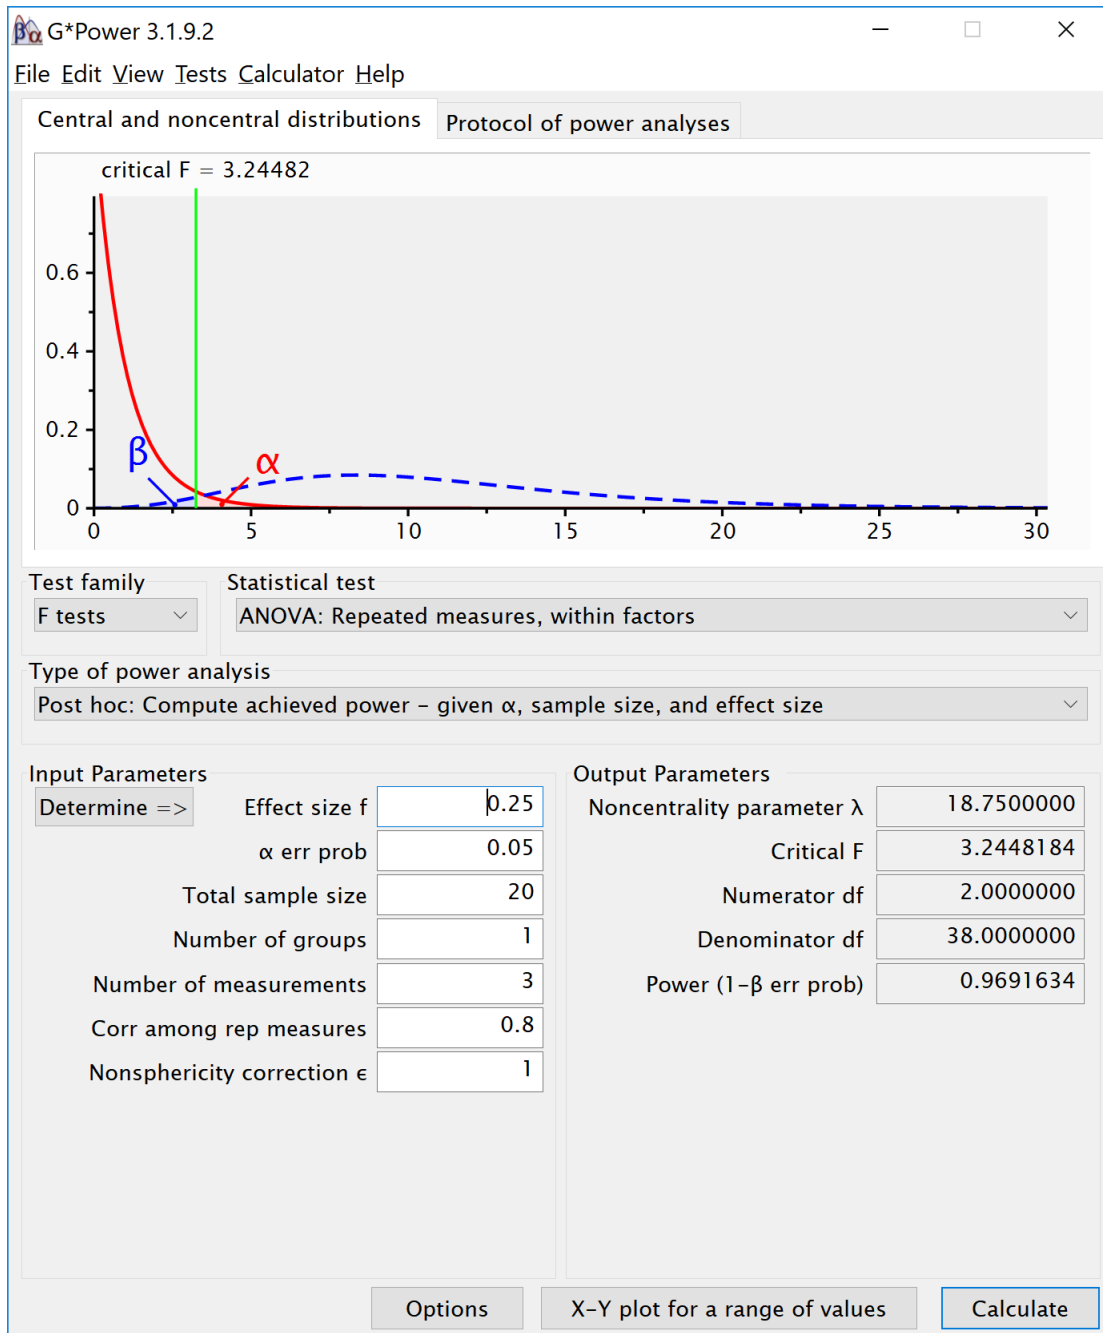 G*Power 3.1.9.2
File Edit View Tests Calculator Help
Central and noncentral distributions Protocol of power analyses
critical F = 3.24482
0.6
0.4
0.2
0
β
α
0 5 10 15 20 25 30
Test family Statistical test
F tests ANOVA: Repeated measures, within factors
Type of power analysis
Post hoc: Compute achieved power – given α, sample size, and effect size
Input Parameters Output Parameters
Determine => Effect size f 0.25 Noncentrality parameter λ 18.7500000
α err prob 0.05 Critical F 3.2448184
Total sample size 20 Numerator df 2.0000000
Number of groups 1 Denominator df 38.0000000
Number of measurements 3 Power (1–β err prob) 0.9691634
Corr among rep measures 0.8
Nonsphericity correction ϵ 1
Options X–Y plot for a range of values Calculate